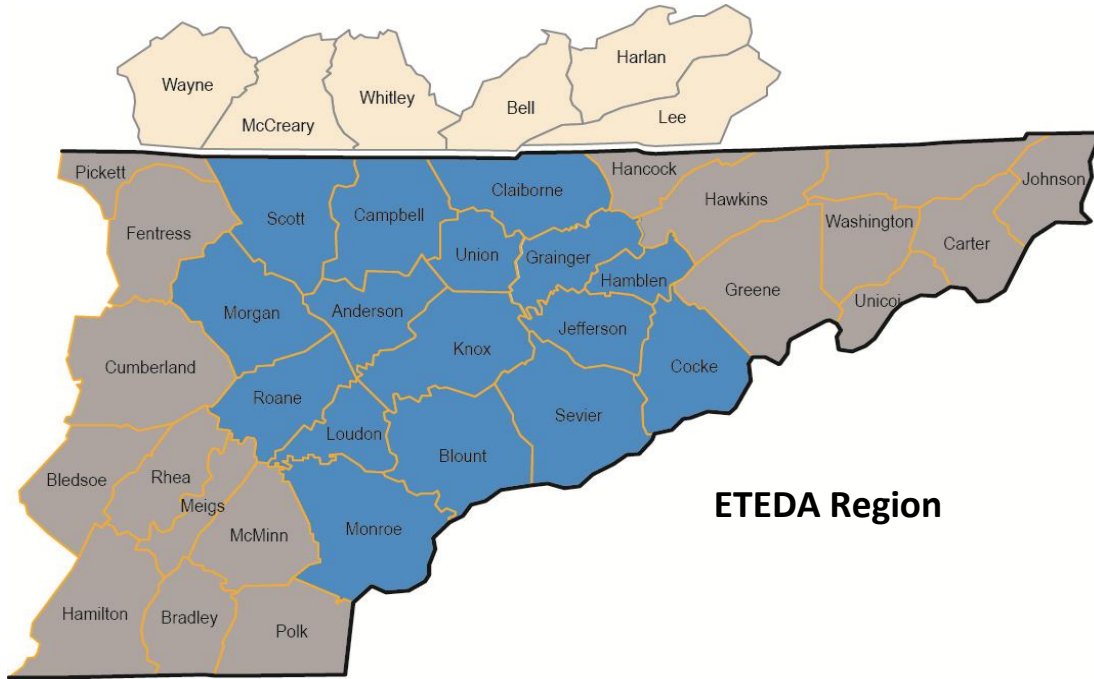 Harlan
Wayne
Whitley
Bell
Lee
McCreary
Pickett
Hancock
Johnson
Claiborne
Hawkins
Scott
Campbell
Washington
Fentress
Union
Grainger
Carter
Hamblen
Greene
Unicoi
Morgan
Anderson
Jefferson
Knox
Cumberland
Cocke
Roane
Sevier
Loudon
Blount
Rhea
Bledsoe
Meigs
ETEDA Region
Monroe
McMinn
Hamilton
Bradley
Polk